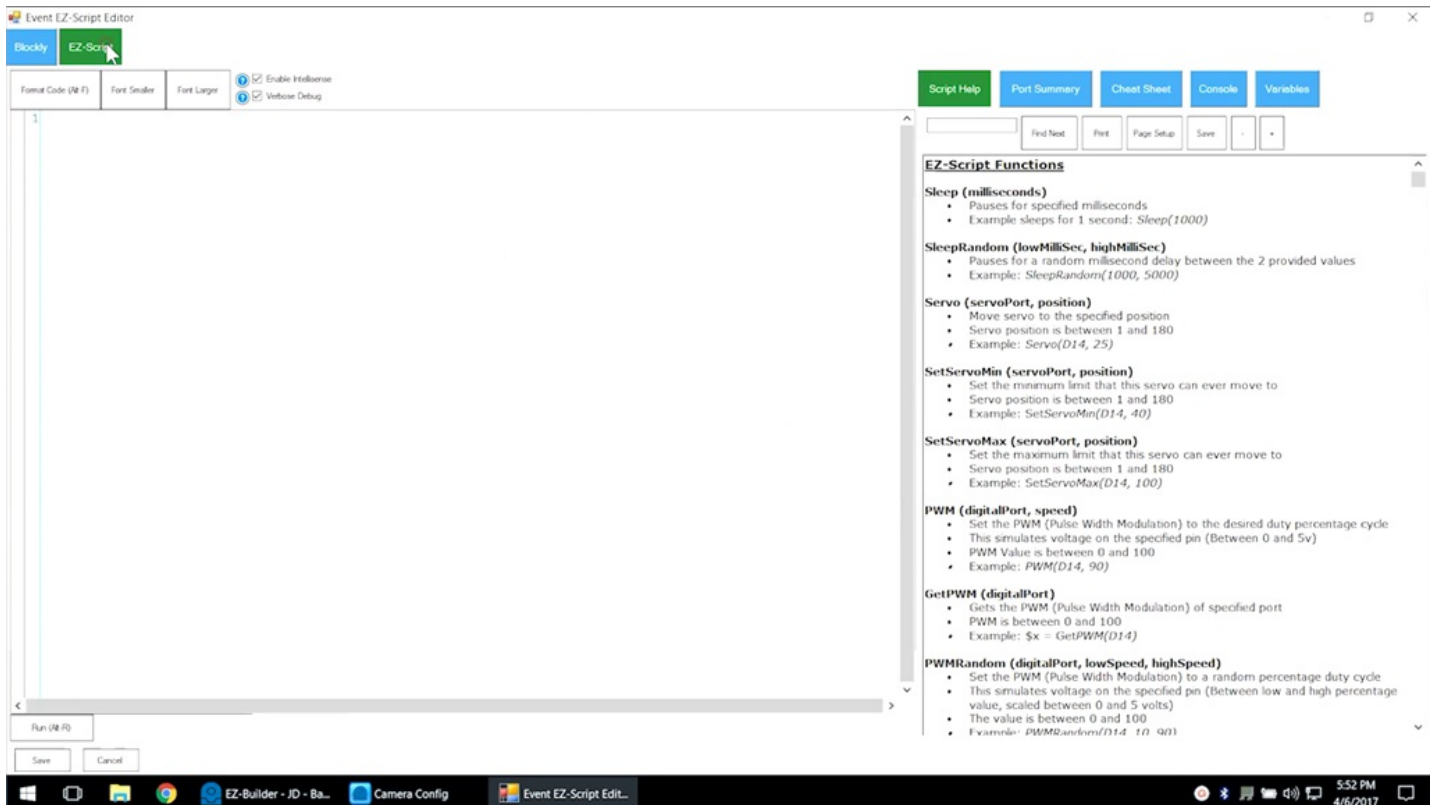 Event EZ-Script Editor
Blockly
EZ-Script
Format Code (Alt-F)
Font Smaller
Font Larger
Enable Intellisense
Verbose Debug
1
Run (Alt-R)
Save
Cancel
Script Help
Port Summary
Cheat Sheet
Console
Variables
Find Next
Print
Page Setup
Save
-
+
EZ-Script Functions
Sleep (milliseconds)
• Pauses for specified milliseconds
• Example sleeps for 1 second: Sleep(1000)
SleepRandom (lowMilliSec, highMilliSec)
• Pauses for a random millisecond delay between the 2 provided values
• Example: SleepRandom(1000, 5000)
Servo (servoPort, position)
• Move servo to the specified position
• Servo position is between 1 and 180
• Example: Servo(D14, 25)
SetServoMin (servoPort, position)
• Set the minimum limit that this servo can ever move to
• Servo position is between 1 and 180
• Example: SetServoMin(D14, 40)
SetServoMax (servoPort, position)
• Set the maximum limit that this servo can ever move to
• Servo position is between 1 and 180
• Example: SetServoMax(D14, 100)
PWM (digitalPort, speed)
• Set the PWM (Pulse Width Modulation) to the desired duty percentage cycle
• This simulates voltage on the specified pin (Between 0 and 5v)
• PWM Value is between 0 and 100
• Example: PWM(D14, 90)
GetPWM (digitalPort)
• Gets the PWM (Pulse Width Modulation) of specified port
• PWM is between 0 and 100
• Example: $x = GetPWM(D14)
PWMRandom (digitalPort, lowSpeed, highSpeed)
• Set the PWM (Pulse Width Modulation) to a random percentage duty cycle
• This simulates voltage on the specified pin (Between low and high percentage
value, scaled between 0 and 5 volts)
• The value is between 0 and 100
• Example: PWMRandom(D14, 10, 90)
EZ-Builder - JD - Ba...
Camera Config
Event EZ-Script Edit...
5:52 PM
4/6/2017